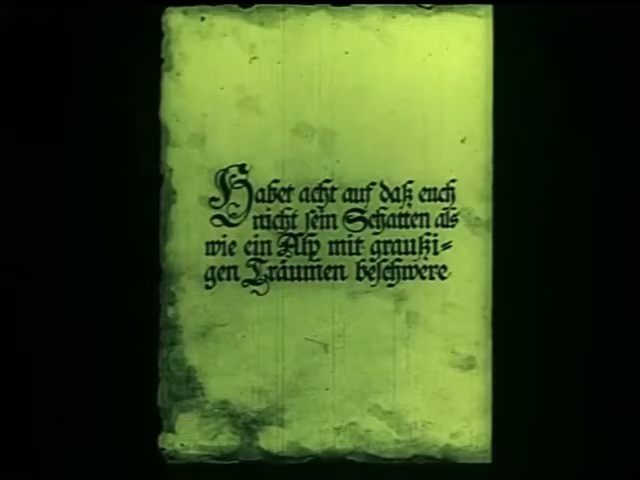 Habet acht auf daß euch
nicht sein Schatten als
wie ein Alp mit graußi=
gen Träumen beschwere